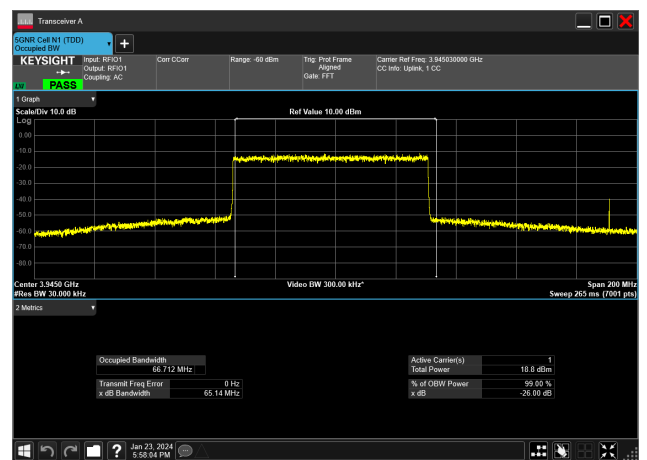 Transceiver A
5GNR Cell N1 (TDD)
Occupied BW
KEYSIGHT
LV
PASS
Input: RFIO1
Output: RFIO1
Coupling: AC
Corr CCorr
Range: -60 dBm
Trig: Prot Frame
Aligned
Gate: FFT
Carrier Ref Freq: 3.945030000 GHz
CC Info: Uplink, 1 CC
1 Graph
Scale/Div 10.0 dB
Ref Value 10.00 dBm
Log
0.00
-10.0
-20.0
-30.0
-40.0
-50.0
-60.0
-70.0
-80.0
Center 3.9450 GHz
Video BW 300.00 kHz*
Span 200 MHz
#Res BW 30.000 kHz
Sweep 265 ms (7001 pts)
2 Metrics
Occupied Bandwidth
66.712 MHz
Active Carrier(s) 1
Total Power 18.8 dBm
Transmit Freq Error 0 Hz
x dB Bandwidth 65.14 MHz
% of OBW Power 99.00 %
x dB -26.00 dB
?
Jan 23, 2024
5:58:04 PM